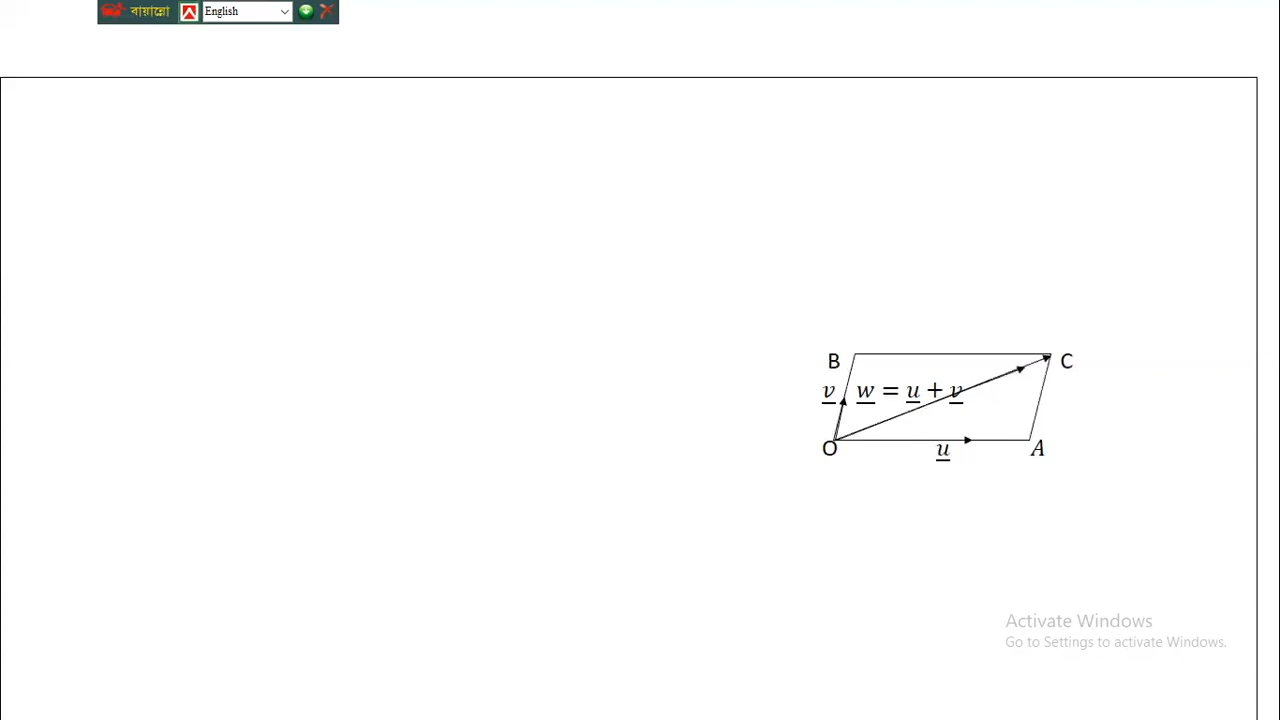 বায়ান্নো English
B C
v w = u + v
O u A
Activate Windows
Go to Settings to activate Windows.